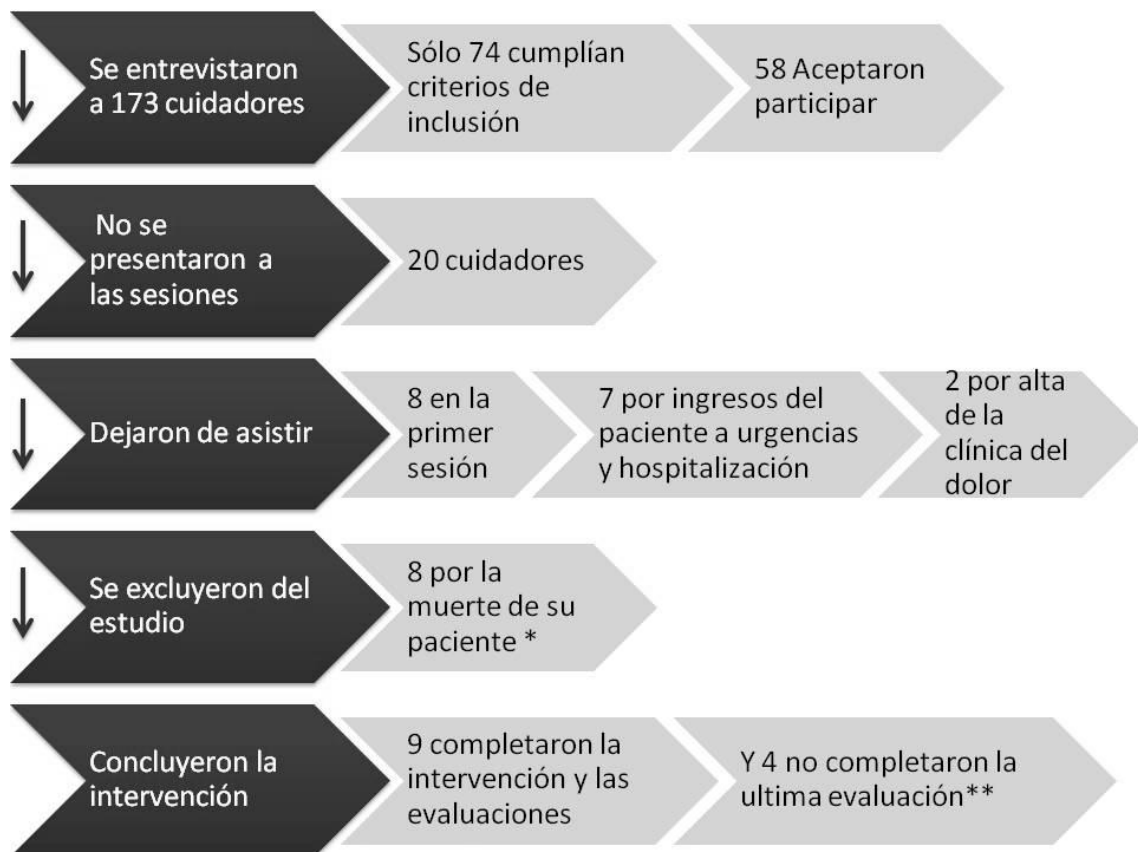 Se entrevistaron
a 173 cuidadores
Sólo 74 cumplían
criterios de
inclusión
58 Aceptaron
participar
No se
presentaron a
las sesiones
20 cuidadores
Dejaron de asistir
8 en la
primer
sesión
7 por ingresos del
paciente a urgencias
y hospitalización
2 por alta
de la
clínica del
dolor
Se excluyeron del
estudio
8 por la
muerte de su
paciente *
Concluyeron la
intervención
9 completaron la
intervención y las
evaluaciones
Y 4 no completaron la
ultima evaluación**